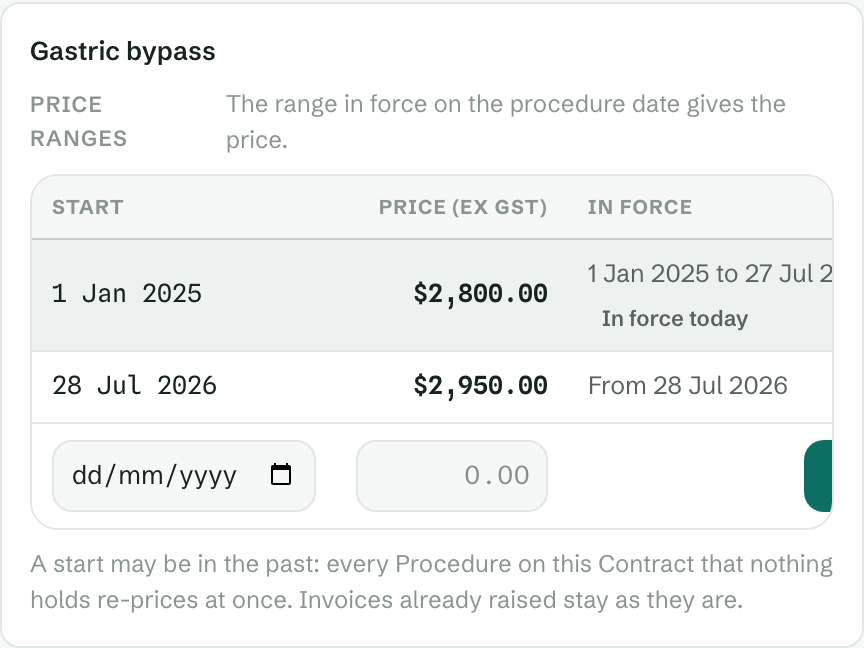 Gastric bypass
PRICE RANGES
The range in force on the procedure date gives the price.
START PRICE (EX GST) IN FORCE
1 Jan 2025 $2,800.00 1 Jan 2025 to 27 Jul 2
In force today
28 Jul 2026 $2,950.00 From 28 Jul 2026
dd/mm/yyyy 0.00
A start may be in the past: every Procedure on this Contract that nothing
holds re-prices at once. Invoices already raised stay as they are.